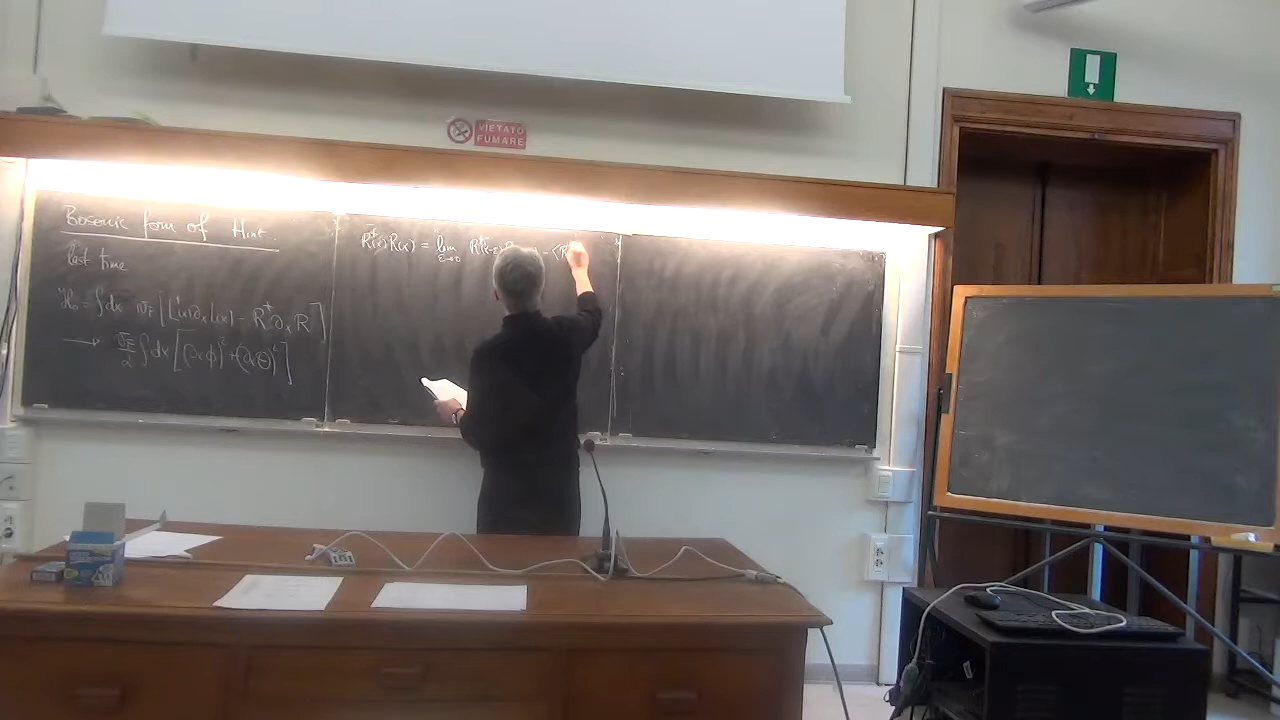 VIETATO
FUMARE
Bosonic form of Hint.
last time
H₀ = ∫dx v_F [L†(x)∂ₓL(x) - R†∂ₓR]
→ v_F/2 ∫dx [(∂ₓϕ)² + (∂ₓθ)²]
R†(x)R(x) = lim ε→0 R†(x-ε) - ⟨R†